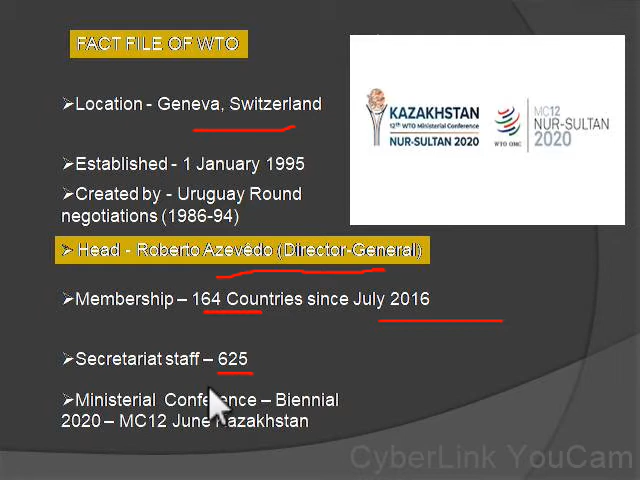 FACT FILE OF WTO
➢Location - Geneva, Switzerland
➢Established - 1 January 1995
➢Created by - Uruguay Round
negotiations (1986-94)
➢ Head - Roberto Azevêdo (Director-General)
➢Membership – 164 Countries since July 2016
➢Secretariat staff – 625
➢Ministerial Conference – Biennial
2020 – MC12 June Kazakhstan
KAZAKHSTAN
12th WTO Ministerial Conference
NUR-SULTAN 2020
WTO OMC
MC12
NUR-SULTAN
2020
CyberLink YouCam